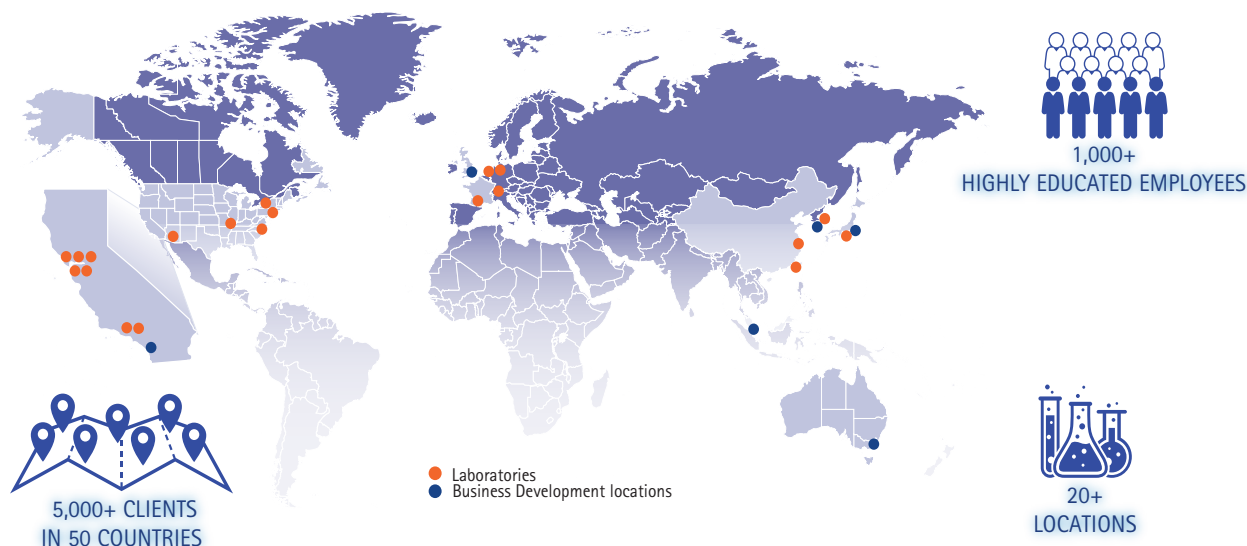 1,000+
HIGHLY EDUCATED EMPLOYEES
Laboratories
Business Development locations
5,000+ CLIENTS
IN 50 COUNTRIES
20+
LOCATIONS